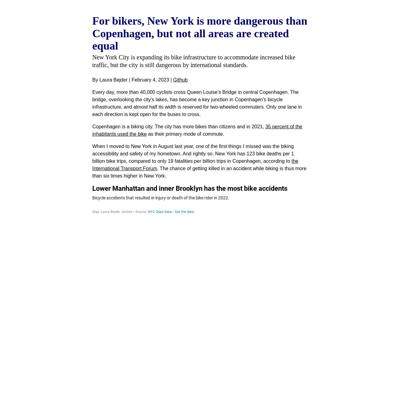 For bikers, New York is more dangerous than
Copenhagen, but not all areas are created
equal
New York City is expanding its bike infrastructure to accommodate increased bike
traffic, but the city is still dangerous by international standards.
By Laura Bejder | February 4, 2023 | Github
Every day, more than 40,000 cyclists cross Queen Louise's Bridge in central Copenhagen. The
bridge, overlooking the city's lakes, has become a key junction in Copenhagen's bicycle
infrastructure, and almost half its width is reserved for two-wheeled commuters. Only one lane in
each direction is kept open for the buses to cross.
Copenhagen is a biking city. The city has more bikes than citizens and in 2021, 35 percent of the
inhabitants used the bike as their primary mode of commute.
When I moved to New York in August last year, one of the first things I missed was the biking
accessibility and safety of my hometown. And rightly so. New York has 123 bike deaths per 1
billion bike trips, compared to only 19 fatalities per billion trips in Copenhagen, according to the
International Transport Forum. The chance of getting killed in an accident while biking is thus more
than six times higher in New York.
Lower Manhattan and inner Brooklyn has the most bike accidents
Bicycle accidents that resulted in injury or death of the bike rider in 2022.
Map: Laura Bejder Jensen • Source: NYC Open Data • Get the data